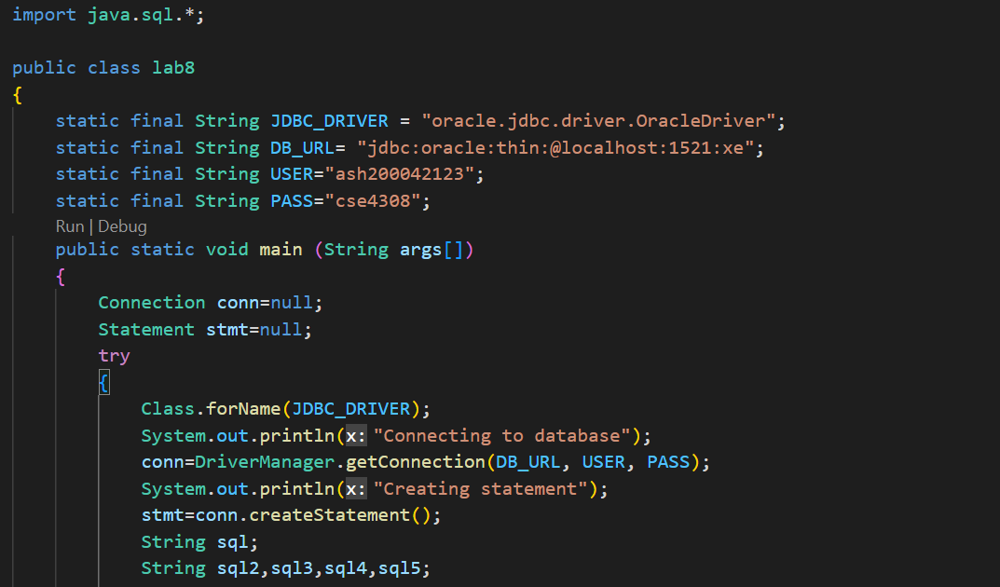 import java.sql.*;
public class lab8
{
static final String JDBC_DRIVER = "oracle.jdbc.driver.OracleDriver";
static final String DB_URL= "jdbc:oracle:thin:@localhost:1521:xe";
static final String USER="ash200042123";
static final String PASS="cse4308";
Run | Debug
public static void main (String args[])
{
Connection conn=null;
Statement stmt=null;
try
{
Class.forName(JDBC_DRIVER);
System.out.println(x: "Connecting to database");
conn=DriverManager.getConnection(DB_URL, USER, PASS);
System.out.println(x: "Creating statement");
stmt=conn.createStatement();
String sql;
String sql2,sql3,sql4,sql5;